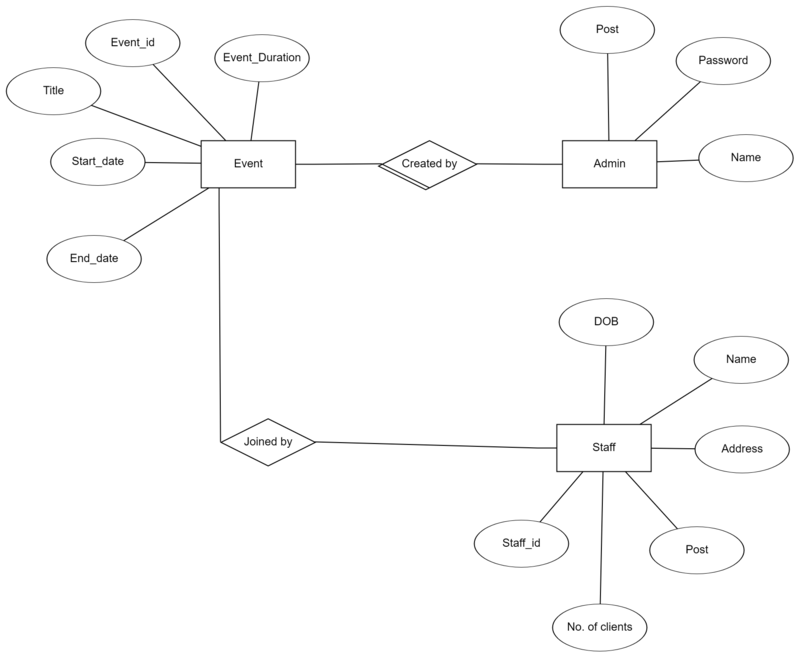 Post
Event_id
Event_Duration
Password
Title
Start_date
Event
Created by
Admin
Name
End_date
DOB
Name
Joined by
Staff
Address
Staff_id
Post
No. of clients